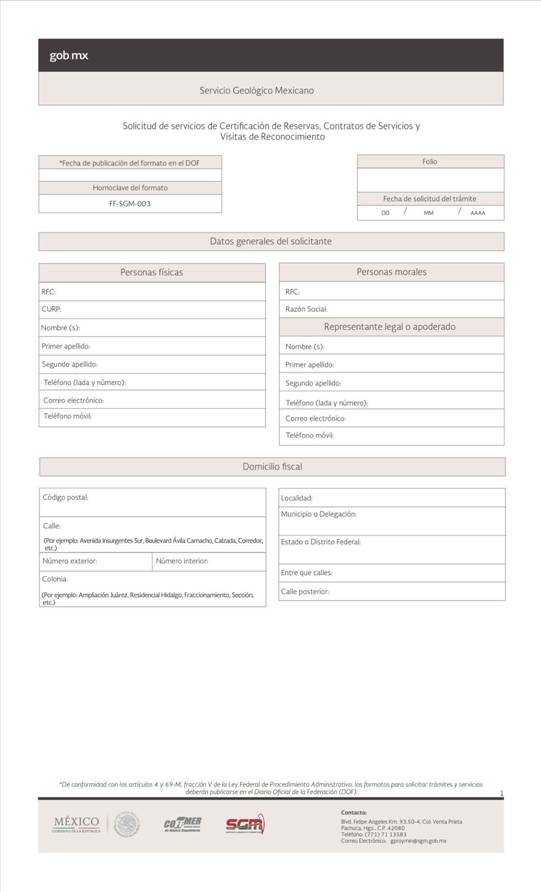 gob mx
Servicio Geológico Mexicano
Solicitud de servicios de Certificación de Reservas, Contratos de Servicios y
Visitas de Reconocimiento
*Fecha de publicación del formato en el DOF
Homoclave del formato
FF-SGM-003
Folio
Fecha de solicitud del trámite
DD / MM / AAAA
Datos generales del solicitante
Personas físicas
RFC:
CURP:
Nombre (s):
Primer apellido:
Segundo apellido:
Teléfono (lada y número):
Correo electrónico:
Teléfono móvil:
Personas morales
RFC:
Razón Social:
Representante legal o apoderado
Nombre (s):
Primer apellido:
Segundo apellido:
Teléfono (lada y número):
Correo electrónico:
Teléfono móvil:
Domicilio fiscal
Código postal:
Calle:
(Por ejemplo: Avenida Insurgentes Sur, Boulevard Ávila Camacho, Calzada, Corredor,
etc.)
Número exterior: Número interior:
Colonia:
(Por ejemplo: Ampliación Juárez, Residencial Hidalgo, Fraccionamiento, Sección,
etc.)
Localidad:
Municipio o Delegación:
Estado o Distrito Federal:
Entre que calles:
Calle posterior:
*De conformidad con los artículos 4 y 69-M, fracción V de la Ley Federal de Procedimiento Administrativo, los formatos para solicitar trámites y servicios
deberán publicarse en el Diario Oficial de la Federación (DOF).
1
MÉXICO
GOBIERNO DE LA REPÚBLICA
COFEMER
SGM
Contacto:
Blvd. Felipe Angeles Km. 93.50-4, Col. Venta Prieta
Pachuca, Hgo., C.P. 42080
Teléfono: (771) 71 13583
Correo Electrónico: gproymin@sgm.gob.mx